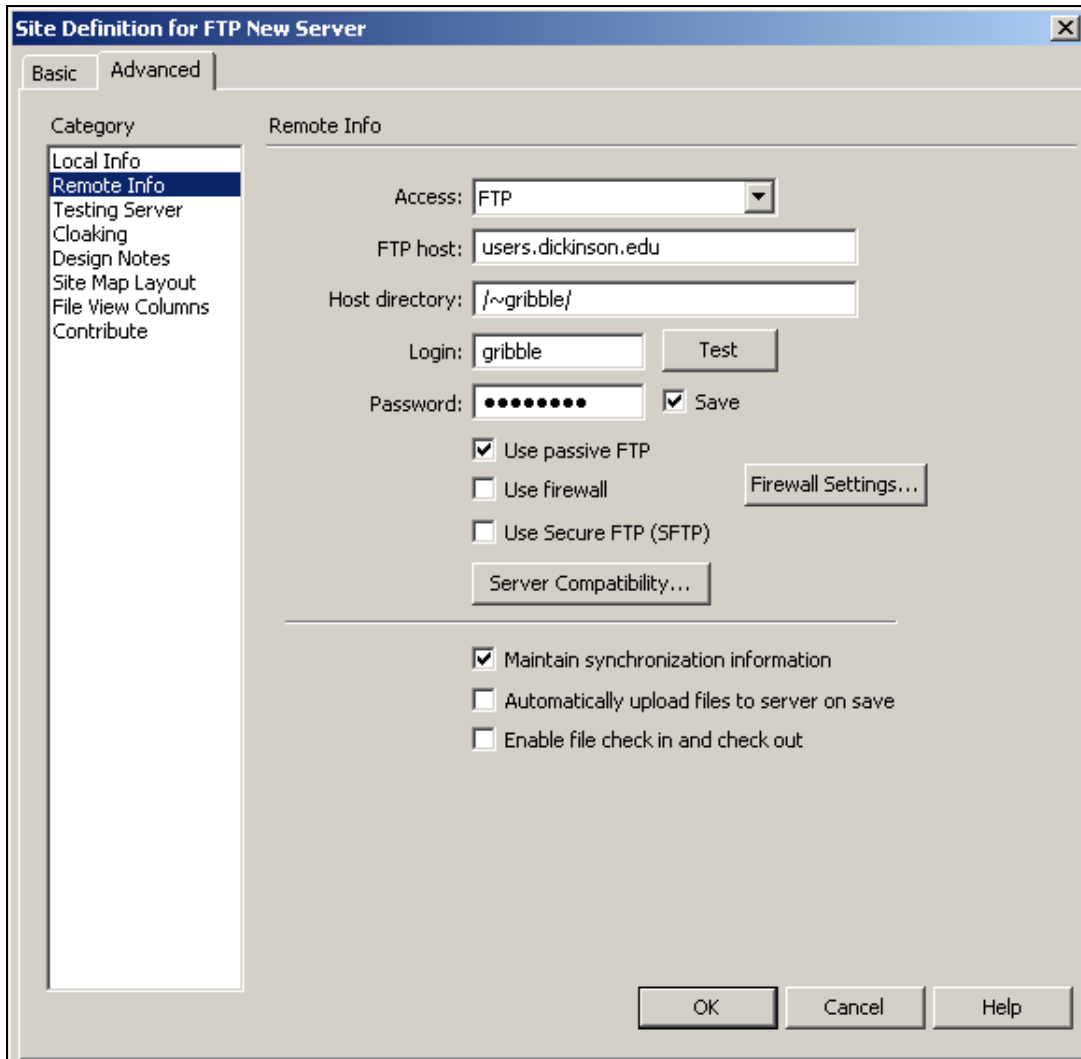 Site Definition for FTP New Server
Basic
Advanced
Category
Local Info
Remote Info
Testing Server
Cloaking
Design Notes
Site Map Layout
File View Columns
Contribute
Remote Info
Access: FTP
FTP host: users.dickinson.edu
Host directory: /~gribble/
Login: gribble Test
Password: ●●●●●●●● Save
Use passive FTP
Use firewall Firewall Settings...
Use Secure FTP (SFTP)
Server Compatibility...
Maintain synchronization information
Automatically upload files to server on save
Enable file check in and check out
OK Cancel Help